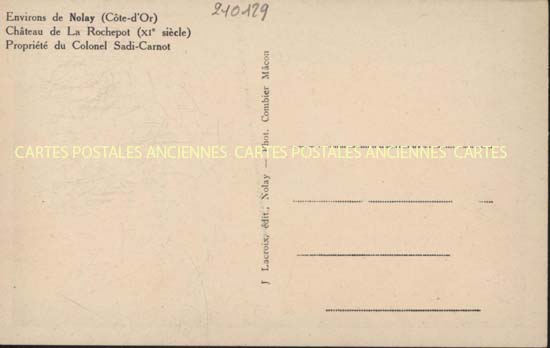 240129
Environs de Nolay (Côte-d'Or)
Château de La Rochepot (XIᵉ siècle)
Propriété du Colonel Sadi-Carnot
CARTES POSTALES ANCIENNES CARTES POSTALES ANCIENNES CARTES
J Lacroix, édit., Nolay — Phot. Combier Mâcon